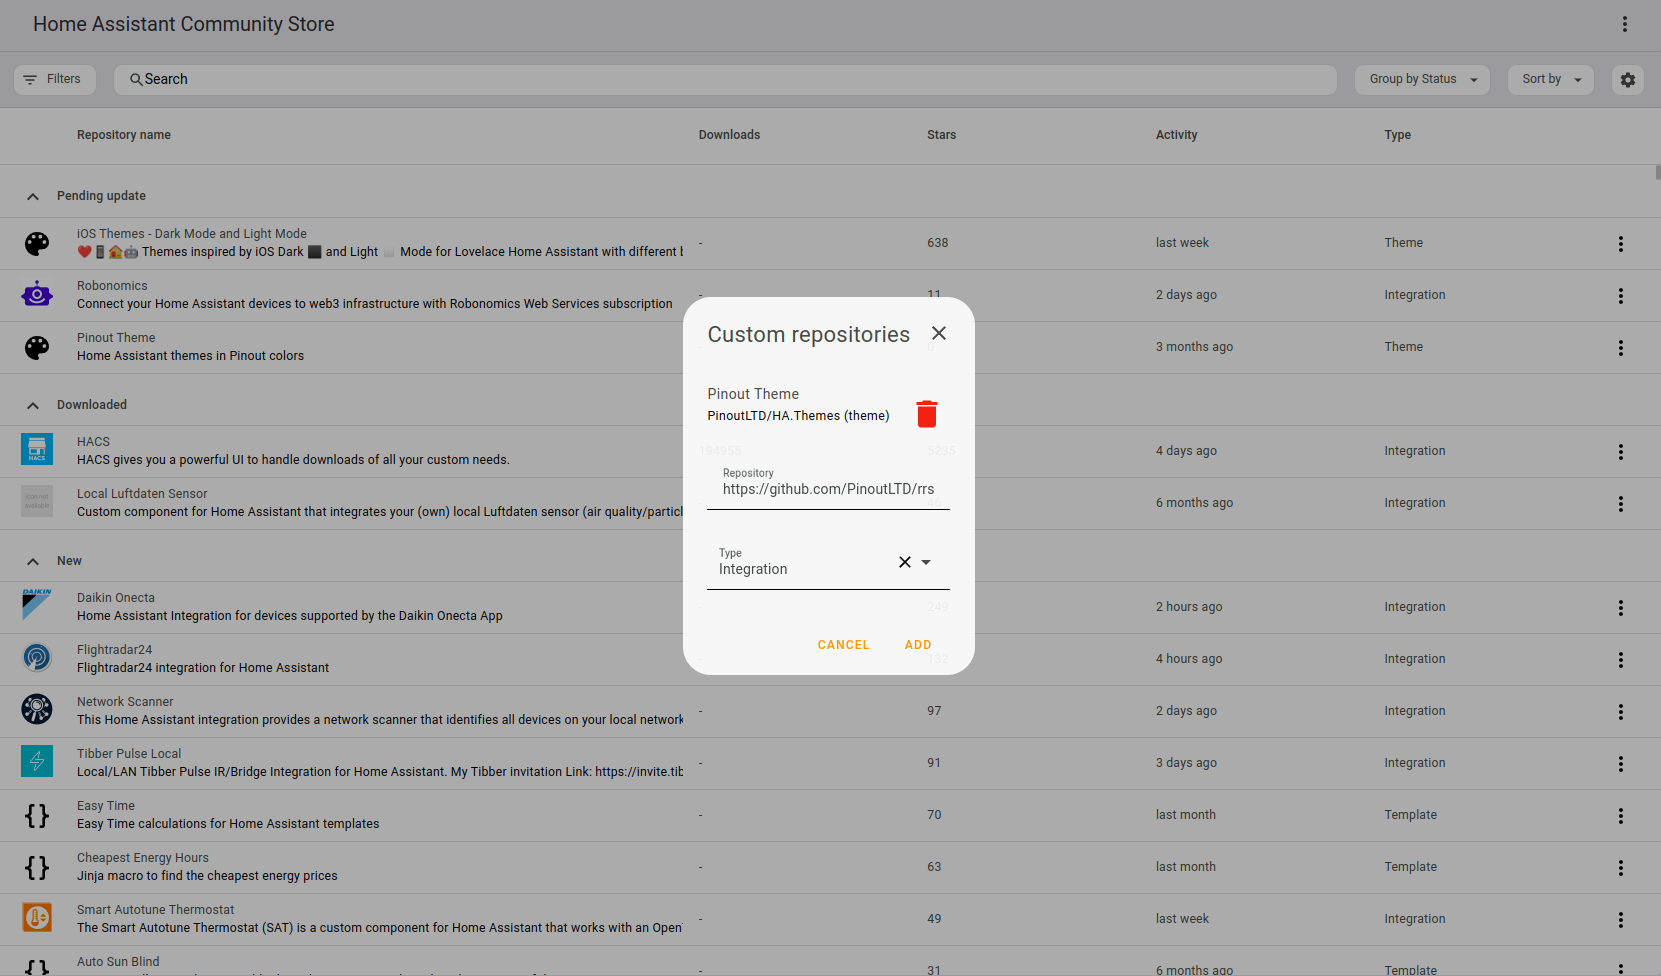 Home Assistant Community Store
Filters
Search
Group by Status
Sort by
Repository name
Downloads
Stars
Activity
Type
Pending update
iOS Themes - Dark Mode and Light Mode
❤️📱🏠🤖 Themes inspired by iOS Dark ⬛ and Light ⬜ Mode for Lovelace Home Assistant with different
-
638
last week
Theme
Robonomics
Connect your Home Assistant devices to web3 infrastructure with Robonomics Web Services subscription
-
11
2 days ago
Integration
Pinout Theme
Home Assistant themes in Pinout colors
0
3 months ago
Theme
Downloaded
HACS
HACS
HACS gives you a powerful UI to handle downloads of all your custom needs.
194955
5235
4 days ago
Integration
icon not
available
Local Luftdaten Sensor
Custom component for Home Assistant that integrates your (own) local Luftdaten sensor (air quality/particl
6 months ago
Integration
New
DAIKIN
Daikin Onecta
Home Assistant Integration for devices supported by the Daikin Onecta App
-
249
2 hours ago
Integration
Flightradar24
Flightradar24 integration for Home Assistant
-
132
4 hours ago
Integration
Network Scanner
This Home Assistant integration provides a network scanner that identifies all devices on your local network
-
97
2 days ago
Integration
Tibber Pulse Local
Local/LAN Tibber Pulse IR/Bridge Integration for Home Assistant. My Tibber invitation Link: https://invite.tib
-
91
3 days ago
Integration
{}
Easy Time
Easy Time calculations for Home Assistant templates
-
70
last month
Template
{}
Cheapest Energy Hours
Jinja macro to find the cheapest energy prices
-
63
last month
Template
Smart Autotune Thermostat
The Smart Autotune Thermostat (SAT) is a custom component for Home Assistant that works with an Open
-
49
last week
Integration
{}
Auto Sun Blind
-
31
6 months ago
Template
Custom repositories
Pinout Theme
PinoutLTD/HA.Themes (theme)
Repository
https://github.com/PinoutLTD/rrs
Type
Integration
CANCEL
ADD